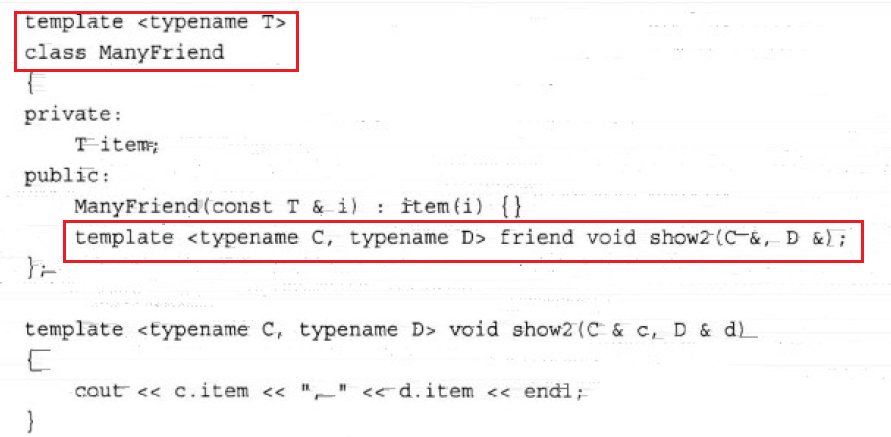 template <typename T>
class ManyFriend
{
private:
    T item;
public:
    ManyFriend(const T & i) : item(i) {}
    template <typename C, typename D> friend void show2(C &, D &);
};
template <typename C, typename D> void show2(C & c, D & d)
{
    cout << c.item << ", " << d.item << endl;
}